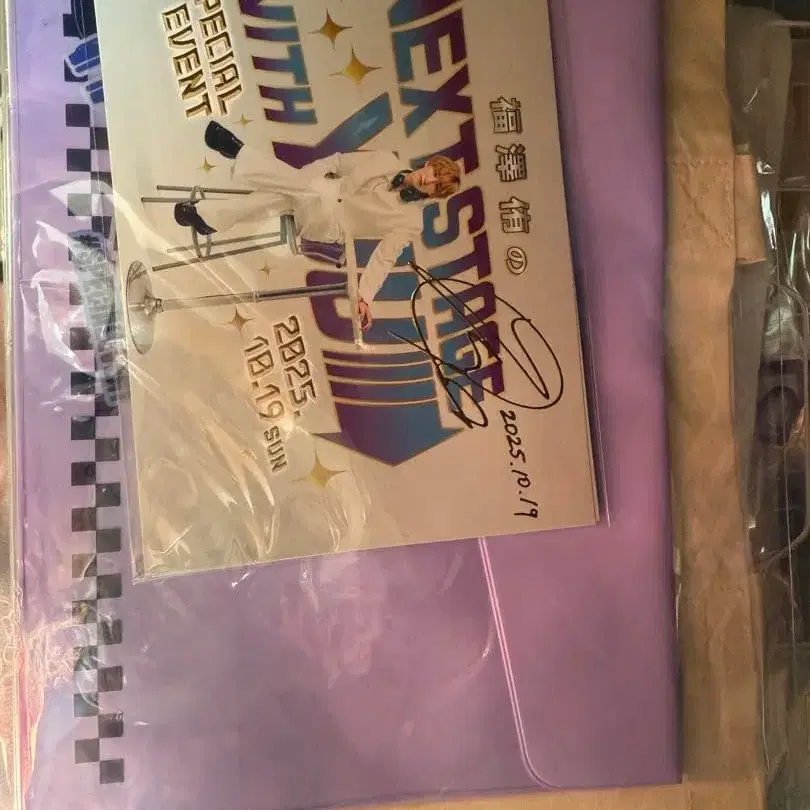 福澤侑の
NEXT STAGE
WITH YOU
SPECIAL
EVENT
2025.
10.19 SUN
2025.10.19